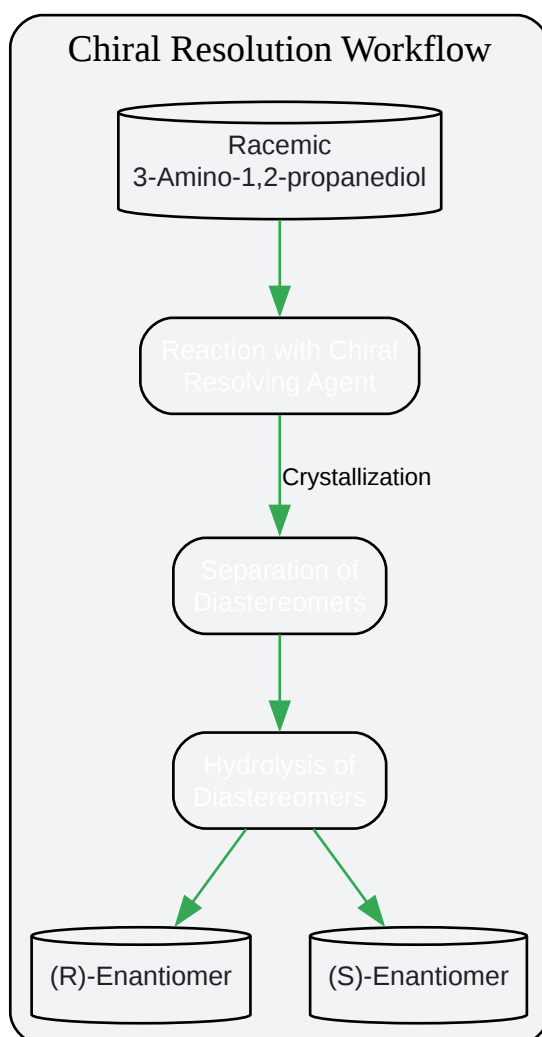 Chiral Resolution Workflow
Racemic
3-Amino-1,2-propanediol
Reaction with Chiral
Resolving Agent
Crystallization
Separation of
Diastereomers
Hydrolysis of
Diastereomers
(R)-Enantiomer
(S)-Enantiomer